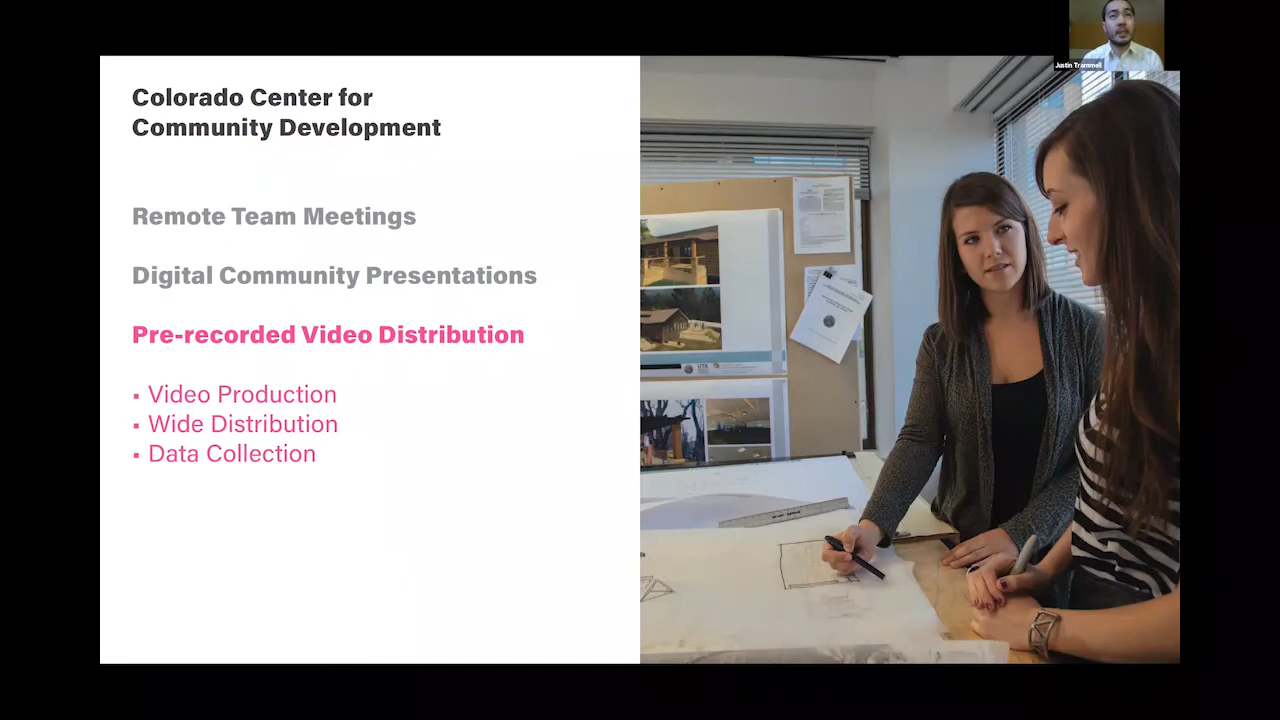 Justin Trammell
Colorado Center for
Community Development
Remote Team Meetings
Digital Community Presentations
Pre-recorded Video Distribution
▪ Video Production
▪ Wide Distribution
▪ Data Collection
UTA